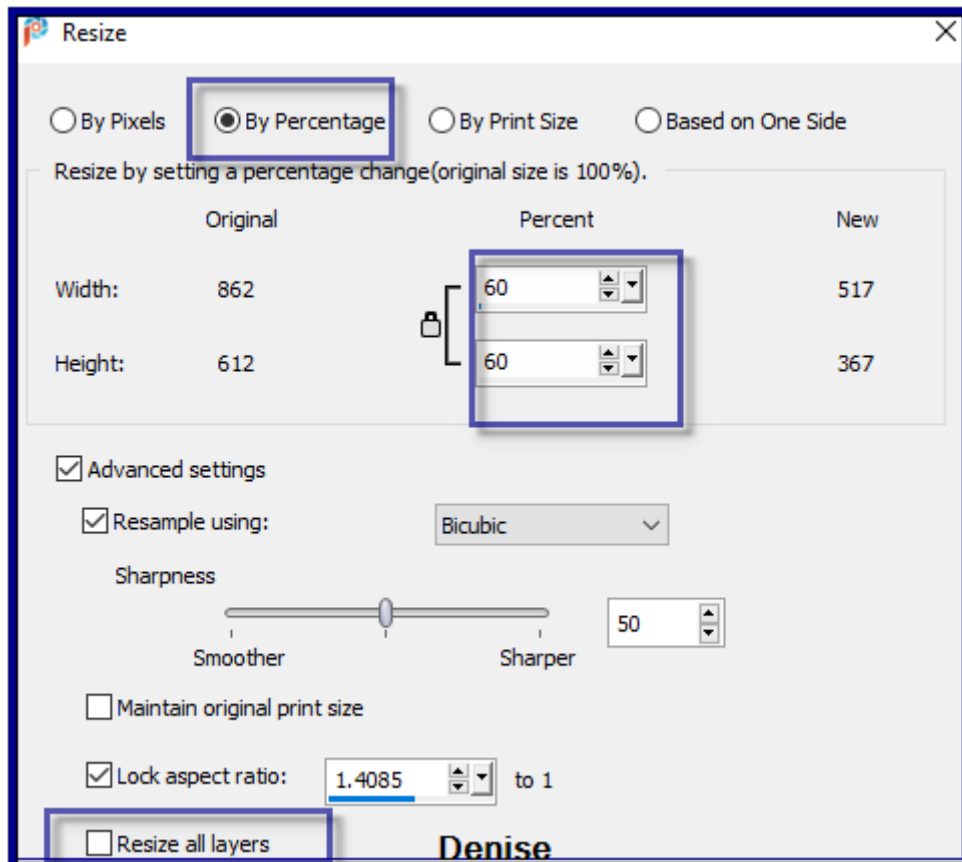 Resize
By Pixels By Percentage By Print Size Based on One Side
Resize by setting a percentage change(original size is 100%).
Original Percent New
Width: 862 60 517
Height: 612 60 367
Advanced settings
Resample using: Bicubic
Sharpness
50
Smoother Sharper
Maintain original print size
Lock aspect ratio: 1.4085 to 1
Resize all layers Denise